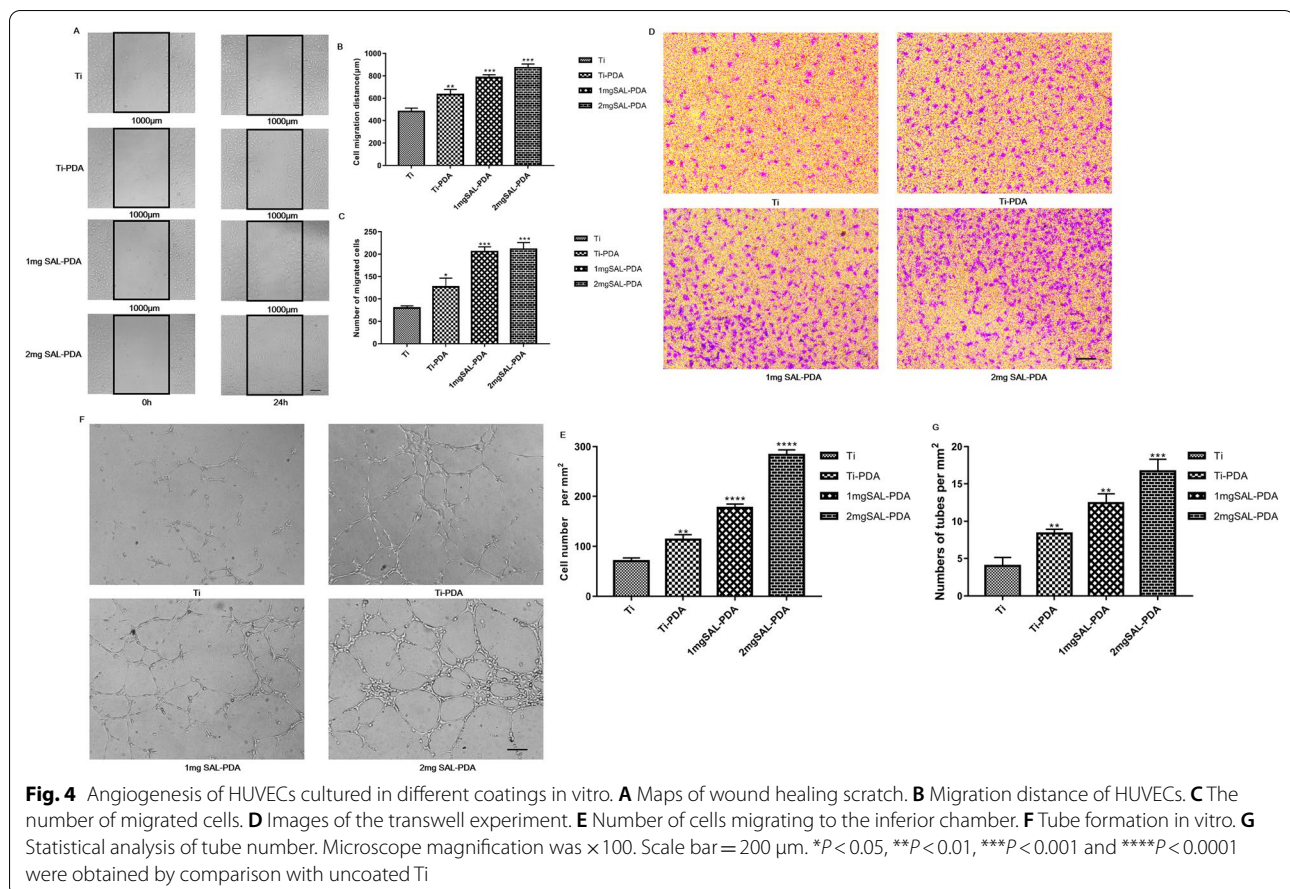 A
Ti
1000µm
1000µm
Ti-PDA
1000µm
1000µm
1mg SAL-PDA
1000µm
1000µm
2mg SAL-PDA
0h
24h
B
Cell migration distance(µm)
1000
800
600
400
200
0
**
***
***
Ti
Ti-PDA
1mgSAL-PDA
2mgSAL-PDA
Ti
Ti-PDA
1mgSAL-PDA
2mgSAL-PDA
C
Number of migrated cells
250
200
150
100
50
0
*
***
***
Ti
Ti-PDA
1mgSAL-PDA
2mgSAL-PDA
Ti
Ti-PDA
1mgSAL-PDA
2mgSAL-PDA
D
Ti
Ti-PDA
1mg SAL-PDA
2mg SAL-PDA
F
Ti
Ti-PDA
1mg SAL-PDA
2mg SAL-PDA
E
Cell number per mm²
300
200
100
0
**
****
****
Ti
Ti-PDA
1mgSAL-PDA
2mgSAL-PDA
Ti
Ti-PDA
1mgSAL-PDA
2mgSAL-PDA
G
Numbers of tubes per mm²
20
15
10
5
0
**
**
***
Ti
Ti-PDA
1mgSAL-PDA
2mgSAL-PDA
Ti
Ti-PDA
1mgSAL-PDA
2mgSAL-PDA
Fig. 4 Angiogenesis of HUVECs cultured in different coatings in vitro. A Maps of wound healing scratch. B Migration distance of HUVECs. C The
number of migrated cells. D Images of the transwell experiment. E Number of cells migrating to the inferior chamber. F Tube formation in vitro. G
Statistical analysis of tube number. Microscope magnification was ×100. Scale bar = 200 µm. *P < 0.05, **P < 0.01, ***P < 0.001 and ****P < 0.0001
were obtained by comparison with uncoated Ti